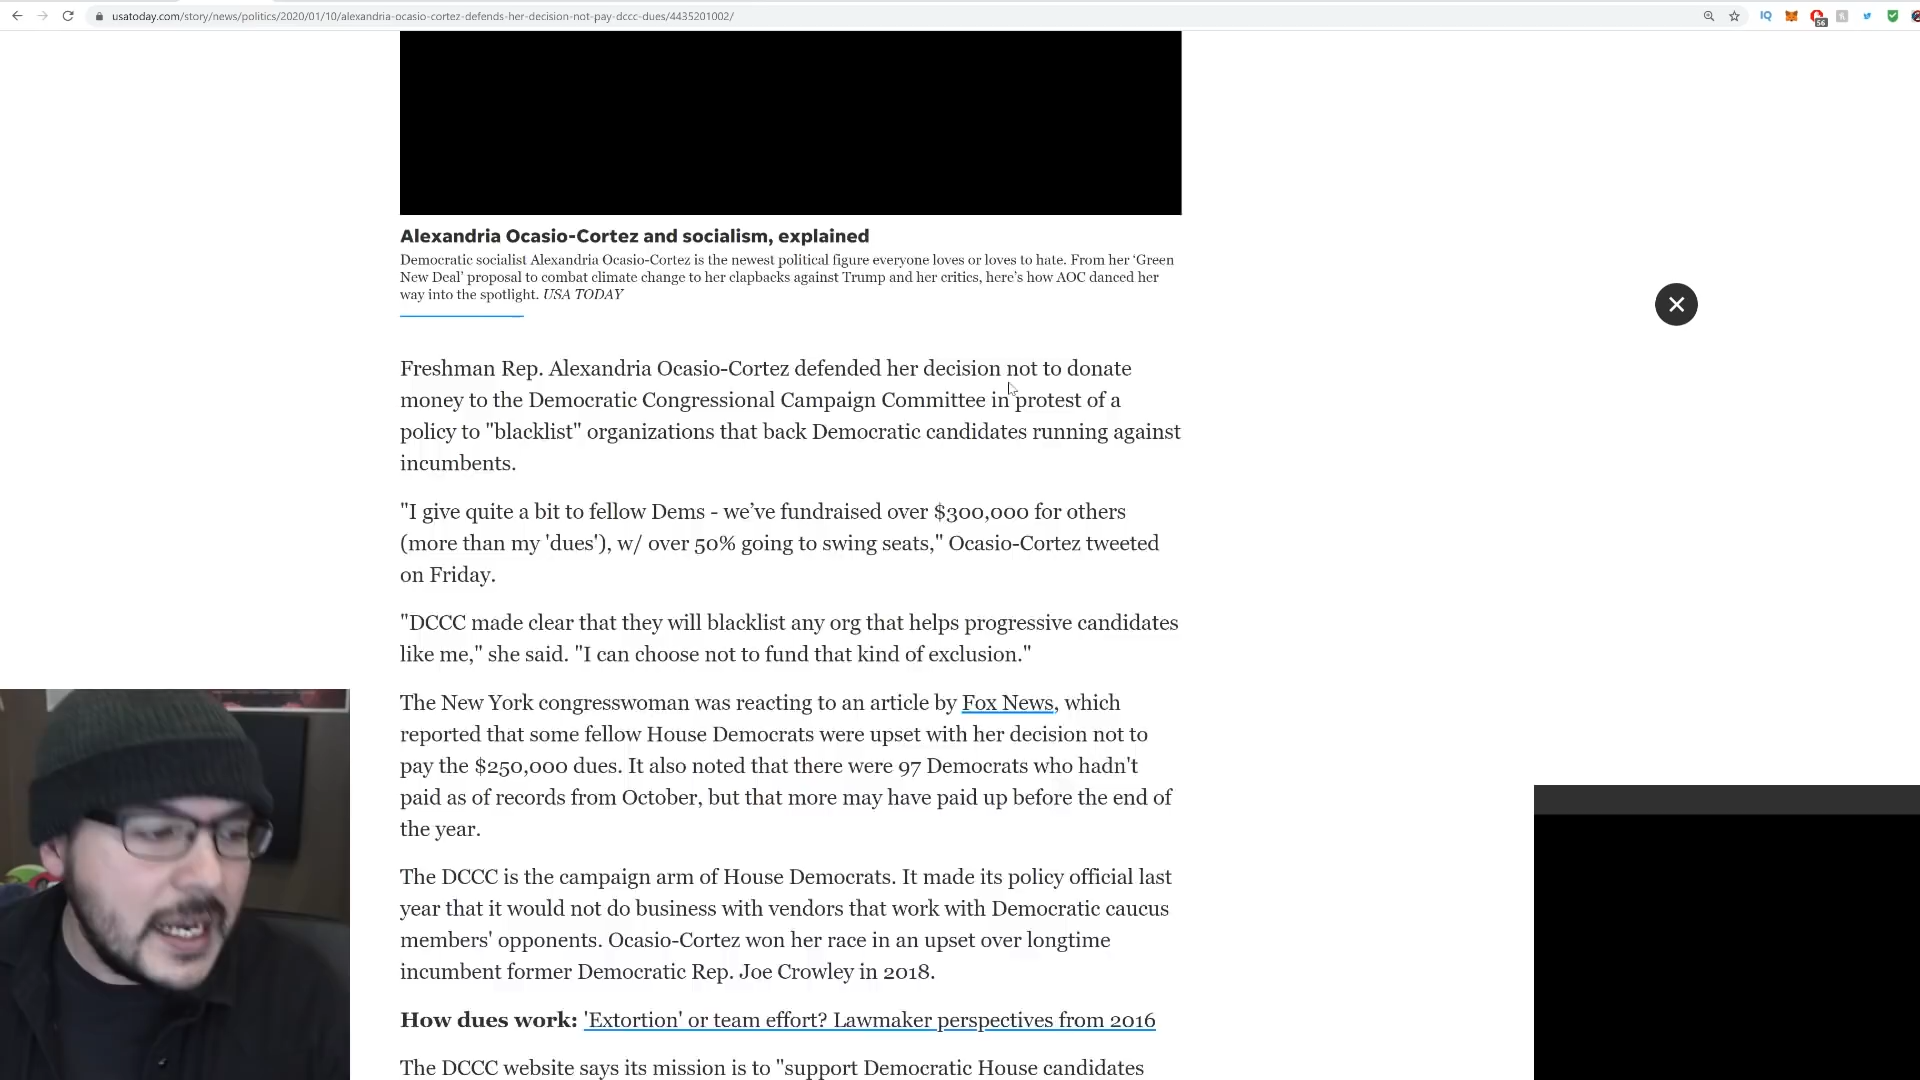 usatoday.com/story/news/politics/2020/01/10/alexandria-ocasio-cortez-defends-her-decision-not-pay-dccc-dues/4435201002/
IQ
56
Alexandria Ocasio-Cortez and socialism, explained
Democratic socialist Alexandria Ocasio-Cortez is the newest political figure everyone loves or loves to hate. From her ‘Green
New Deal’ proposal to combat climate change to her clapbacks against Trump and her critics, here’s how AOC danced her
way into the spotlight. USA TODAY
Freshman Rep. Alexandria Ocasio-Cortez defended her decision not to donate
money to the Democratic Congressional Campaign Committee in protest of a
policy to "blacklist" organizations that back Democratic candidates running against
incumbents.
"I give quite a bit to fellow Dems - we’ve fundraised over $300,000 for others
(more than my 'dues'), w/ over 50% going to swing seats," Ocasio-Cortez tweeted
on Friday.
"DCCC made clear that they will blacklist any org that helps progressive candidates
like me," she said. "I can choose not to fund that kind of exclusion."
The New York congresswoman was reacting to an article by Fox News, which
reported that some fellow House Democrats were upset with her decision not to
pay the $250,000 dues. It also noted that there were 97 Democrats who hadn't
paid as of records from October, but that more may have paid up before the end of
the year.
The DCCC is the campaign arm of House Democrats. It made its policy official last
year that it would not do business with vendors that work with Democratic caucus
members' opponents. Ocasio-Cortez won her race in an upset over longtime
incumbent former Democratic Rep. Joe Crowley in 2018.
How dues work: 'Extortion' or team effort? Lawmaker perspectives from 2016
The DCCC website says its mission is to "support Democratic House candidates